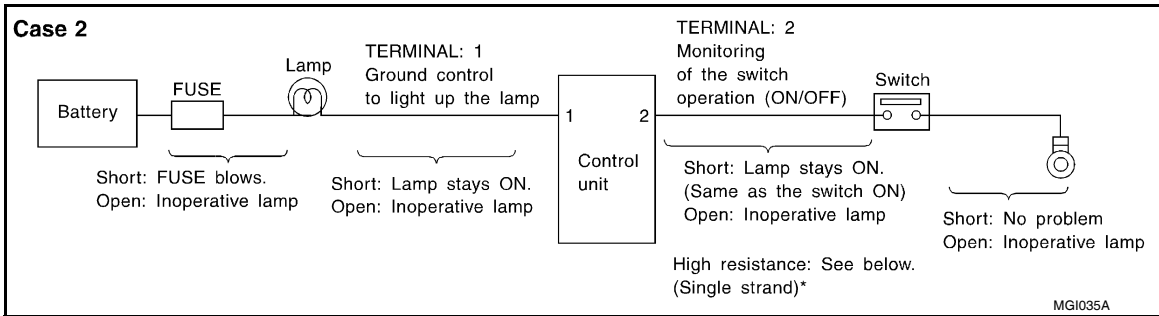 Case 2
Battery
FUSE
Lamp
TERMINAL: 1
Ground control
to light up the lamp
TERMINAL: 2
Monitoring
of the switch
operation (ON/OFF)
Switch
1
2
Control
unit
Short: FUSE blows.
Open: Inoperative lamp
Short: Lamp stays ON.
Open: Inoperative lamp
Short: Lamp stays ON.
(Same as the switch ON)
Open: Inoperative lamp
High resistance: See below.
(Single strand)*
Short: No problem
Open: Inoperative lamp
MGI035A